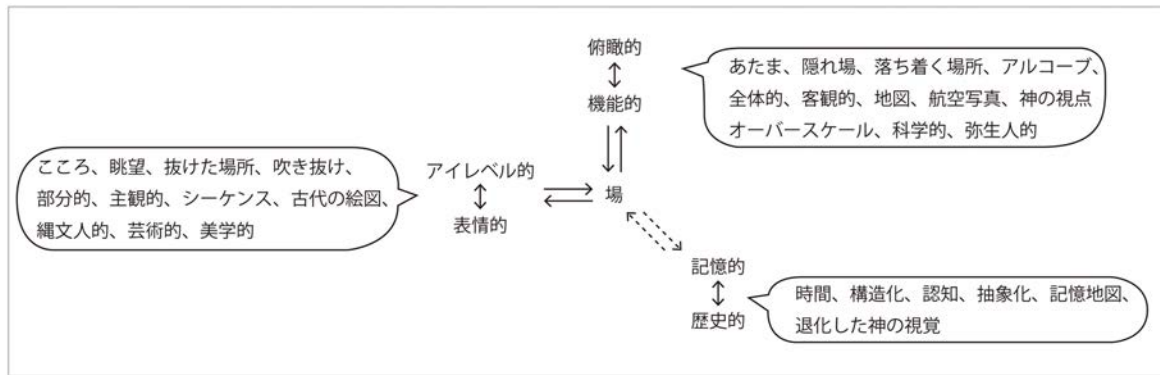 俯瞰的
機能的
あたま、隠れ場、落ち着く場所、アルコーブ、
全体的、客観的、地図、航空写真、神の視点
オーバースケール、科学的、弥生人的
こころ、眺望、抜けた場所、吹き抜け、
部分的、主観的、シーケンス、古代の絵図、
縄文人的、芸術的、美学的
アイレベル的
表情的
場
記憶的
歴史的
時間、構造化、認知、抽象化、記憶地図、
退化した神の視覚